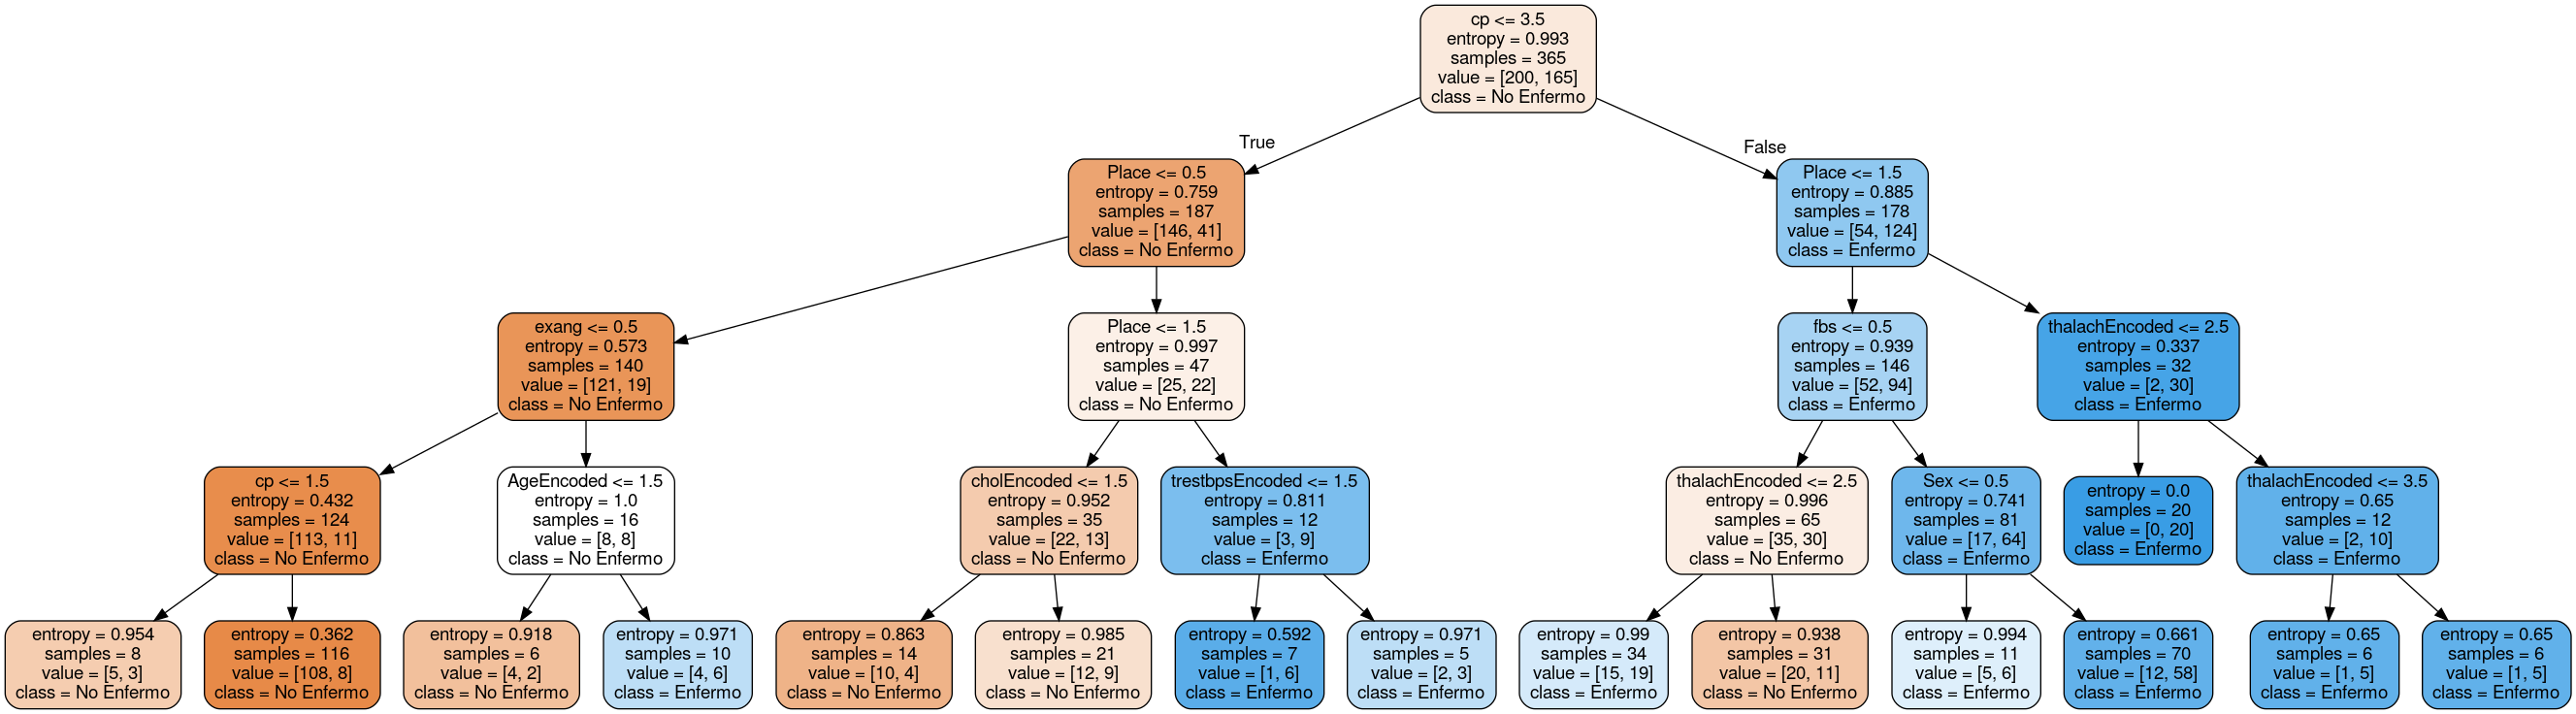 cp <= 3.5
entropy = 0.993
samples = 365
value = [200, 165]
class = No Enfermo
True
False
Place <= 0.5
entropy = 0.759
samples = 187
value = [146, 41]
class = No Enfermo
Place <= 1.5
entropy = 0.885
samples = 178
value = [54, 124]
class = Enfermo
exang <= 0.5
entropy = 0.573
samples = 140
value = [121, 19]
class = No Enfermo
Place <= 1.5
entropy = 0.997
samples = 47
value = [25, 22]
class = No Enfermo
fbs <= 0.5
entropy = 0.939
samples = 146
value = [52, 94]
class = Enfermo
thalachEncoded <= 2.5
entropy = 0.337
samples = 32
value = [2, 30]
class = Enfermo
cp <= 1.5
entropy = 0.432
samples = 124
value = [113, 11]
class = No Enfermo
AgeEncoded <= 1.5
entropy = 1.0
samples = 16
value = [8, 8]
class = No Enfermo
cholEncoded <= 1.5
entropy = 0.952
samples = 35
value = [22, 13]
class = No Enfermo
trestbpsEncoded <= 1.5
entropy = 0.811
samples = 12
value = [3, 9]
class = Enfermo
thalachEncoded <= 2.5
entropy = 0.996
samples = 65
value = [35, 30]
class = No Enfermo
Sex <= 0.5
entropy = 0.741
samples = 81
value = [17, 64]
class = Enfermo
entropy = 0.0
samples = 20
value = [0, 20]
class = Enfermo
thalachEncoded <= 3.5
entropy = 0.65
samples = 12
value = [2, 10]
class = Enfermo
entropy = 0.954
samples = 8
value = [5, 3]
class = No Enfermo
entropy = 0.362
samples = 116
value = [108, 8]
class = No Enfermo
entropy = 0.918
samples = 6
value = [4, 2]
class = No Enfermo
entropy = 0.971
samples = 10
value = [4, 6]
class = Enfermo
entropy = 0.863
samples = 14
value = [10, 4]
class = No Enfermo
entropy = 0.985
samples = 21
value = [12, 9]
class = No Enfermo
entropy = 0.592
samples = 7
value = [1, 6]
class = Enfermo
entropy = 0.971
samples = 5
value = [2, 3]
class = Enfermo
entropy = 0.99
samples = 34
value = [15, 19]
class = Enfermo
entropy = 0.938
samples = 31
value = [20, 11]
class = No Enfermo
entropy = 0.994
samples = 11
value = [5, 6]
class = Enfermo
entropy = 0.661
samples = 70
value = [12, 58]
class = Enfermo
entropy = 0.65
samples = 6
value = [1, 5]
class = Enfermo
entropy = 0.65
samples = 6
value = [1, 5]
class = Enfermo